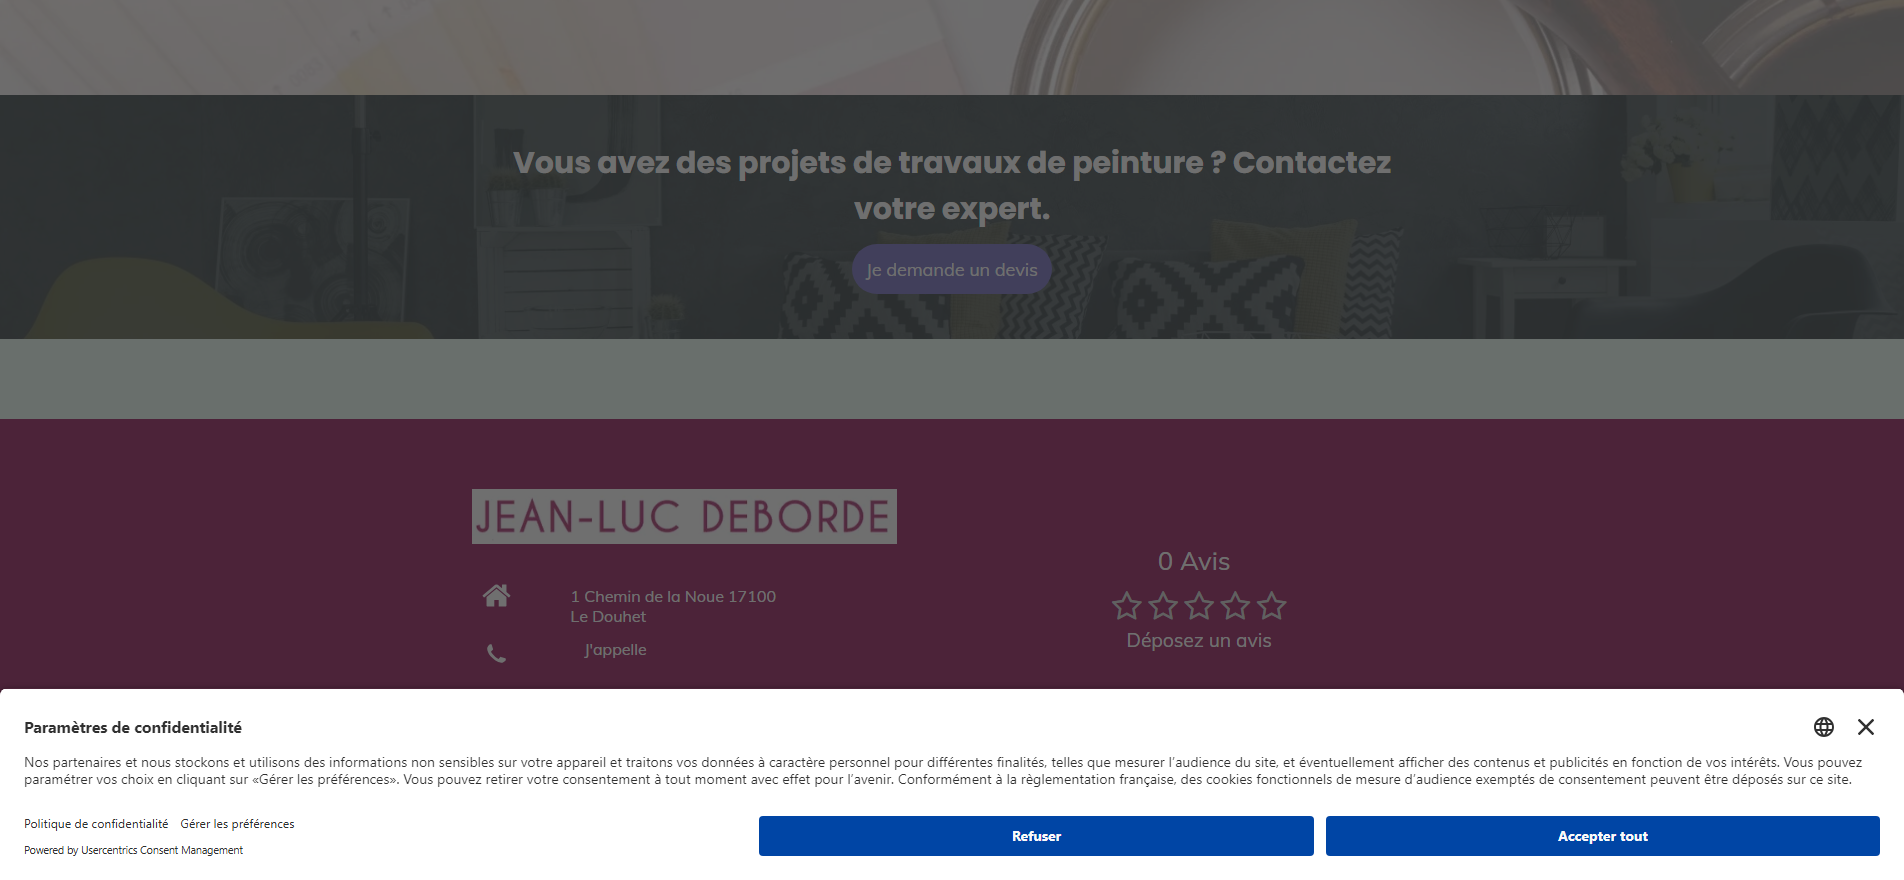 Vous avez des projets de travaux de peinture ? Contactez
votre expert.
Je demande un devis
JEAN-LUC DEBORDE
1 Chemin de la Noue 17100
Le Douhet
J'appelle
0 Avis
Déposez un avis
Paramètres de confidentialité
Nos partenaires et nous stockons et utilisons des informations non sensibles sur votre appareil et traitons vos données à caractère personnel pour différentes finalités, telles que mesurer l’audience du site, et éventuellement afficher des contenus et publicités en fonction de vos intérêts. Vous pouvez
paramétrer vos choix en cliquant sur «Gérer les préférences». Vous pouvez retirer votre consentement à tout moment avec effet pour l’avenir. Conformément à la règlementation française, des cookies fonctionnels de mesure d’audience exemptés de consentement peuvent être déposés sur ce site.
Politique de confidentialité Gérer les préférences
Powered by Usercentrics Consent Management
Refuser
Accepter tout